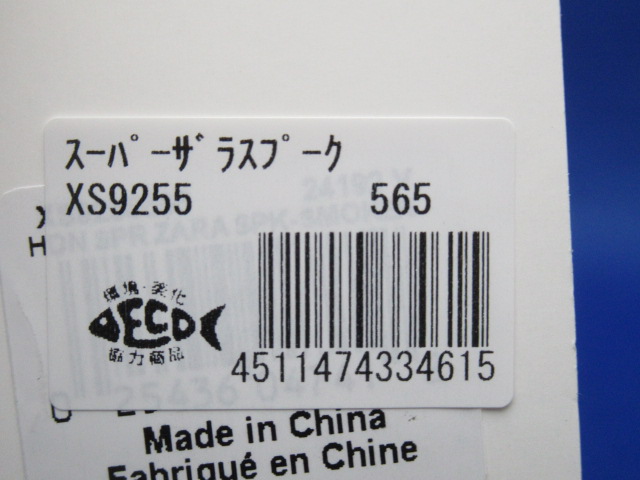 ｽｰﾊﾟｰｻﾞﾗｽﾌﾟｰｸ
XS9255 565
環境・美化
ECO
協力商品
4511474334615
Made in China
Fabriqué en Chine